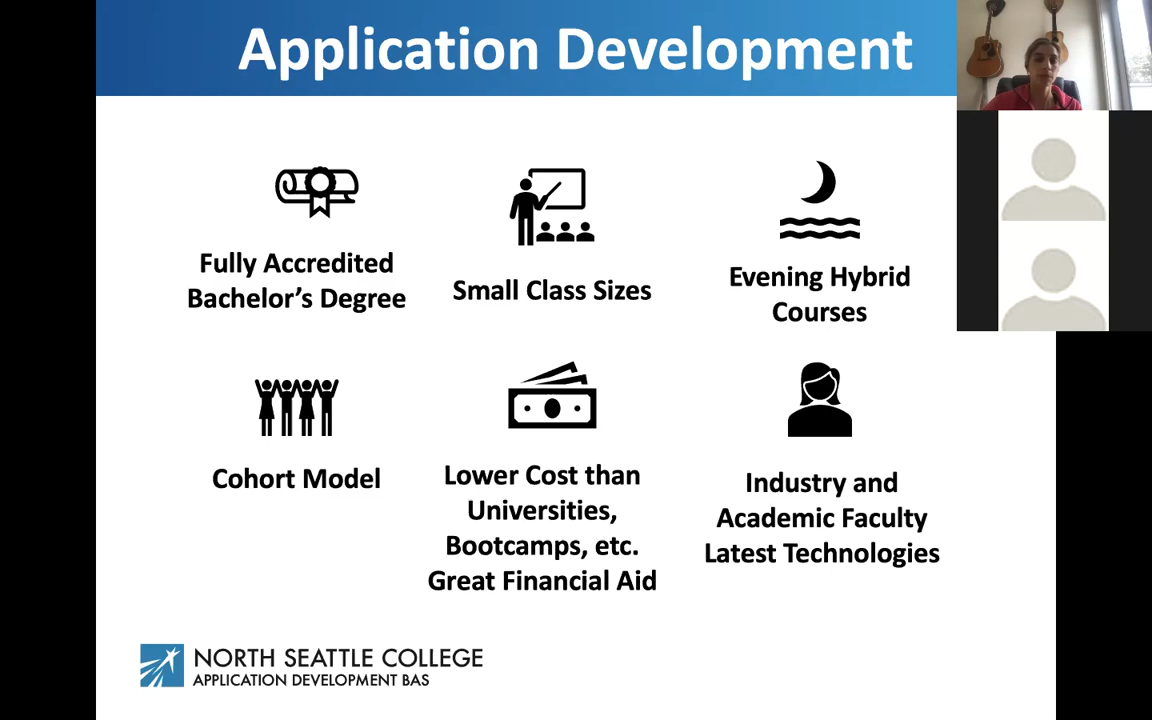 Application Development
Fully Accredited
Bachelor’s Degree
Small Class Sizes
Evening Hybrid
Courses
Cohort Model
Lower Cost than
Universities,
Bootcamps, etc.
Great Financial Aid
Industry and
Academic Faculty
Latest Technologies
NORTH SEATTLE COLLEGE
APPLICATION DEVELOPMENT BAS